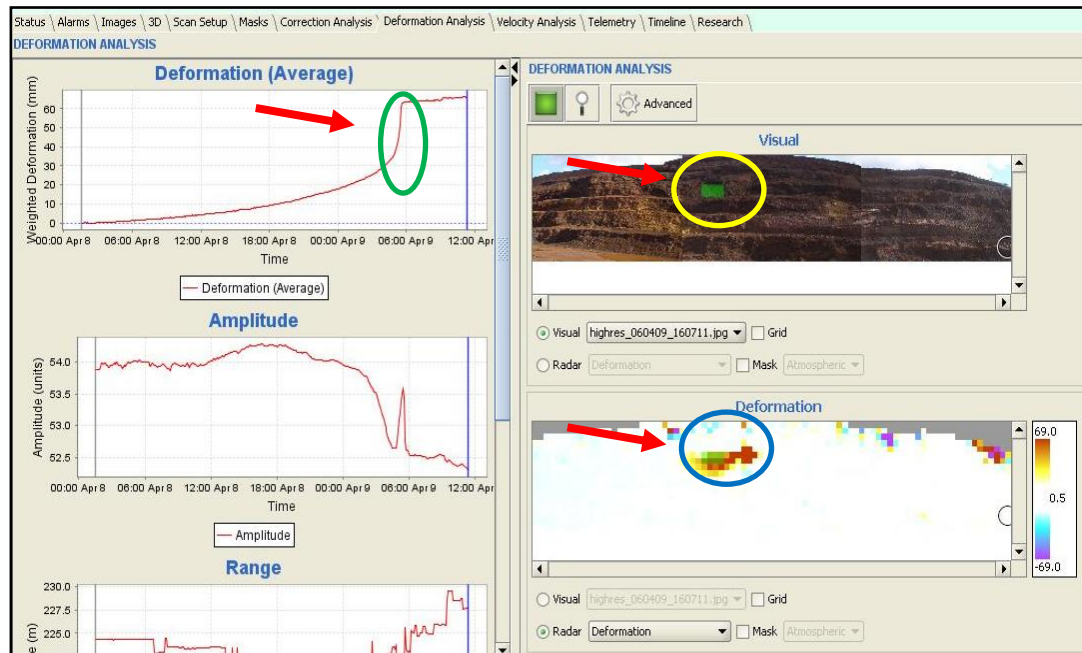 Status \ Alarms \ Images \ 3D \ Scan Setup \ Masks \ Correction Analysis \ Deformation Analysis \ Velocity Analysis \ Telemetry \ Timeline \ Research \
DEFORMATION ANALYSIS
Deformation (Average)
Weighted Deformation (mm)
60
50
40
30
20
10
0
00:00 Apr 8 06:00 Apr 8 12:00 Apr 8 18:00 Apr 8 00:00 Apr 9 06:00 Apr 9 12:00 Apr
Time
Deformation (Average)
Amplitude
Amplitude (units)
54.0
53.5
53.0
52.5
00:00 Apr 8 06:00 Apr 8 12:00 Apr 8 18:00 Apr 8 00:00 Apr 9 06:00 Apr 9 12:00 Apr
Time
Amplitude
Range
230.0
227.5
225.0
e (m)
DEFORMATION ANALYSIS
Advanced
Visual
Visual highres_060409_160711.jpg Grid
Radar Deformation Mask Atmospheric
Deformation
69.0
0.5
-69.0
Visual highres_060409_160711.jpg Grid
Radar Deformation Mask Atmospheric